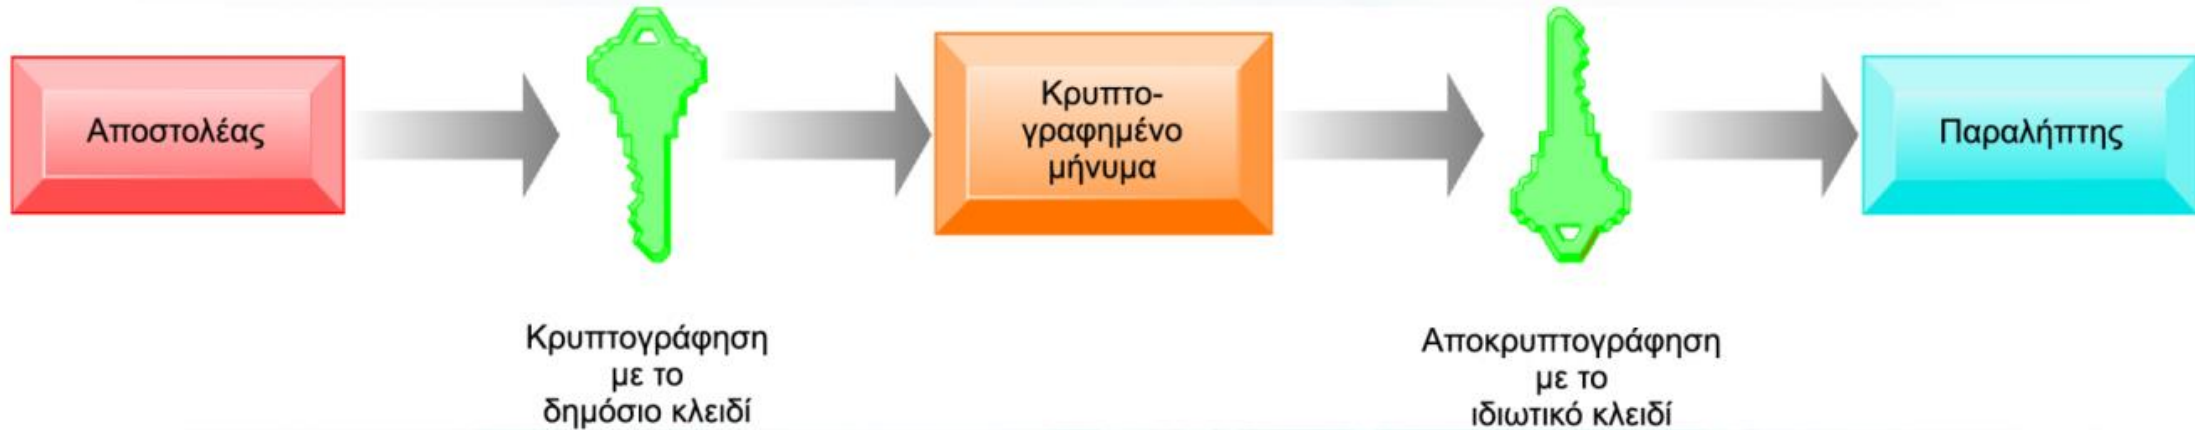 Αποστολέας
Κρυπτο-
γραφημένο
μήνυμα
Παραλήπτης
Κρυπτογράφηση
με το
δημόσιο κλειδί
Αποκρυπτογράφηση
με το
ιδιωτικό κλειδί